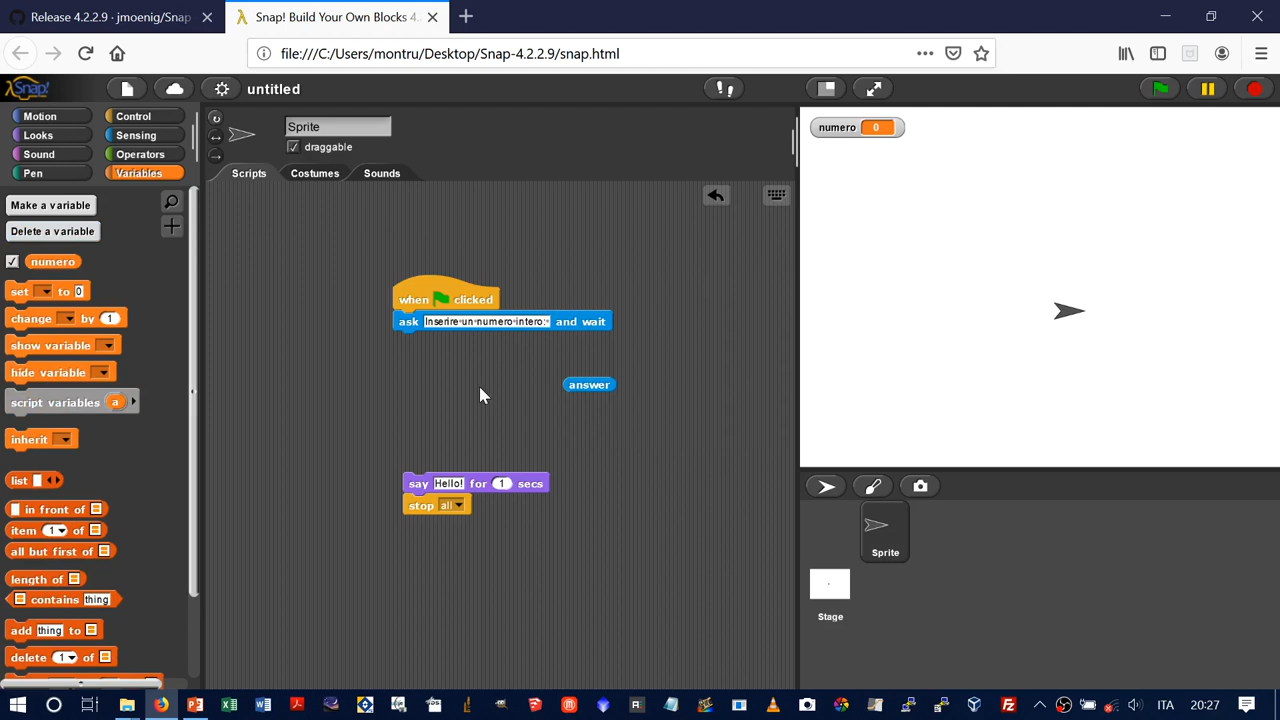 Release 4.2.2.9 · jmoenig/Snap
Snap! Build Your Own Blocks 4.
file:///C:/Users/montru/Desktop/Snap-4.2.2.9/snap.html
Snap!
untitled
Motion
Control
Looks
Sensing
Sound
Operators
Pen
Variables
Make a variable
Delete a variable
numero
set to 0
change by 1
show variable
hide variable
script variables a
inherit
list
in front of
item 1 of
all but first of
length of
contains thing
add thing to
delete 1 of
Sprite
draggable
Scripts
Costumes
Sounds
when clicked
ask Inserire·un·numero·intero:· and wait
answer
say Hello! for 1 secs
stop all
numero 0
Sprite
Stage
ITA
20:27